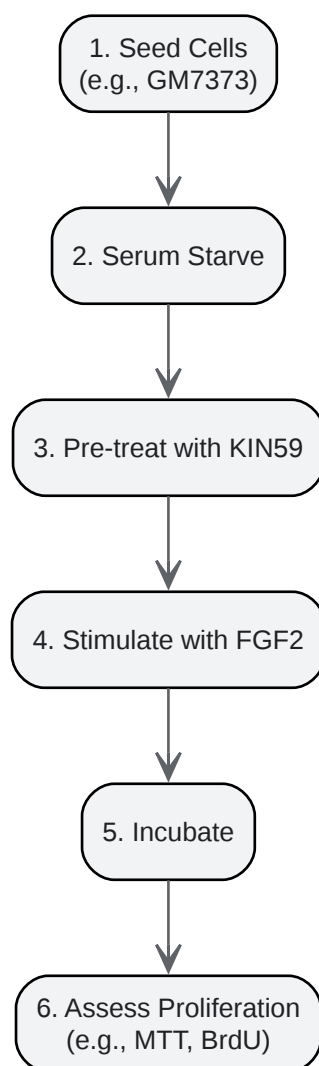 1. Seed Cells
(e.g., GM7373)
2. Serum Starve
3. Pre-treat with KIN59
4. Stimulate with FGF2
5. Incubate
6. Assess Proliferation
(e.g., MTT, BrdU)